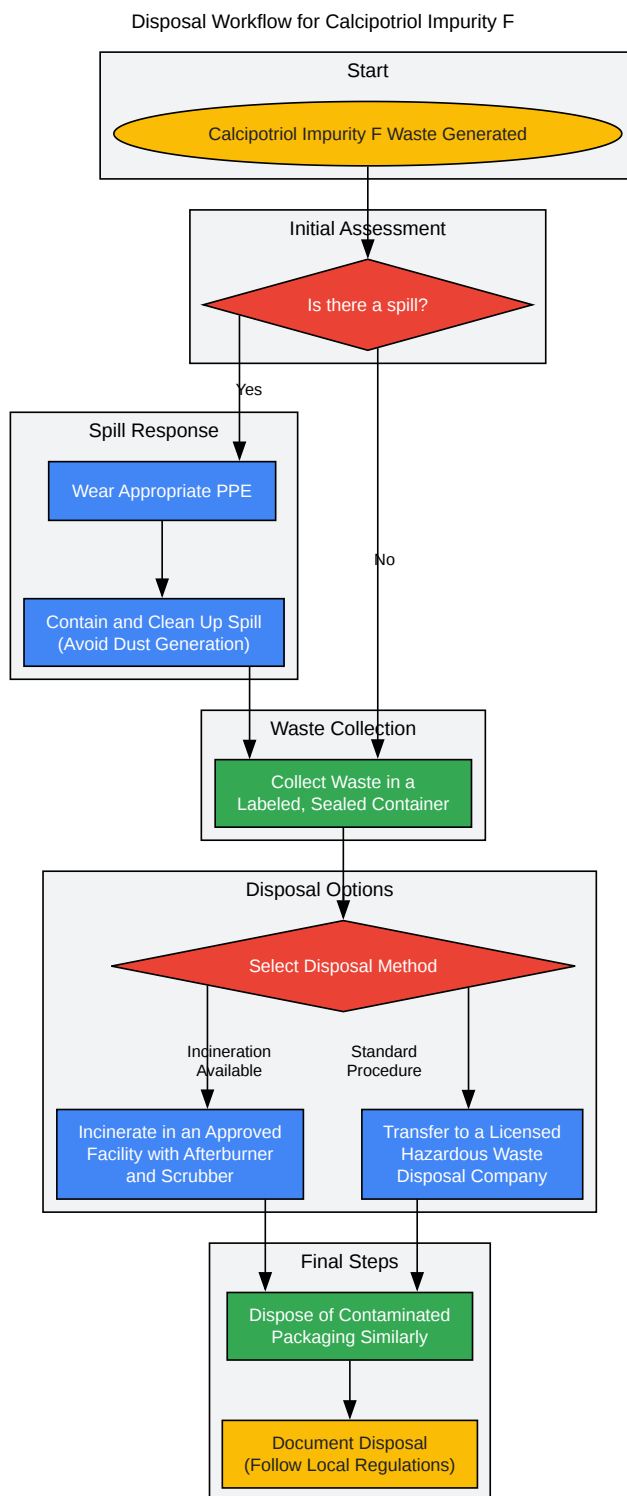 Disposal Workflow for Calcipotriol Impurity F
Start
Calcipotriol Impurity F Waste Generated
Initial Assessment
Is there a spill?
Yes
Spill Response
Wear Appropriate PPE
No
Contain and Clean Up Spill
(Avoid Dust Generation)
Waste Collection
Collect Waste in a
Labeled, Sealed Container
Disposal Options
Select Disposal Method
Incineration
Available
Standard
Procedure
Incinerate in an Approved
Facility with Afterburner
and Scrubber
Transfer to a Licensed
Hazardous Waste
Disposal Company
Final Steps
Dispose of Contaminated
Packaging Similarly
Document Disposal
(Follow Local Regulations)